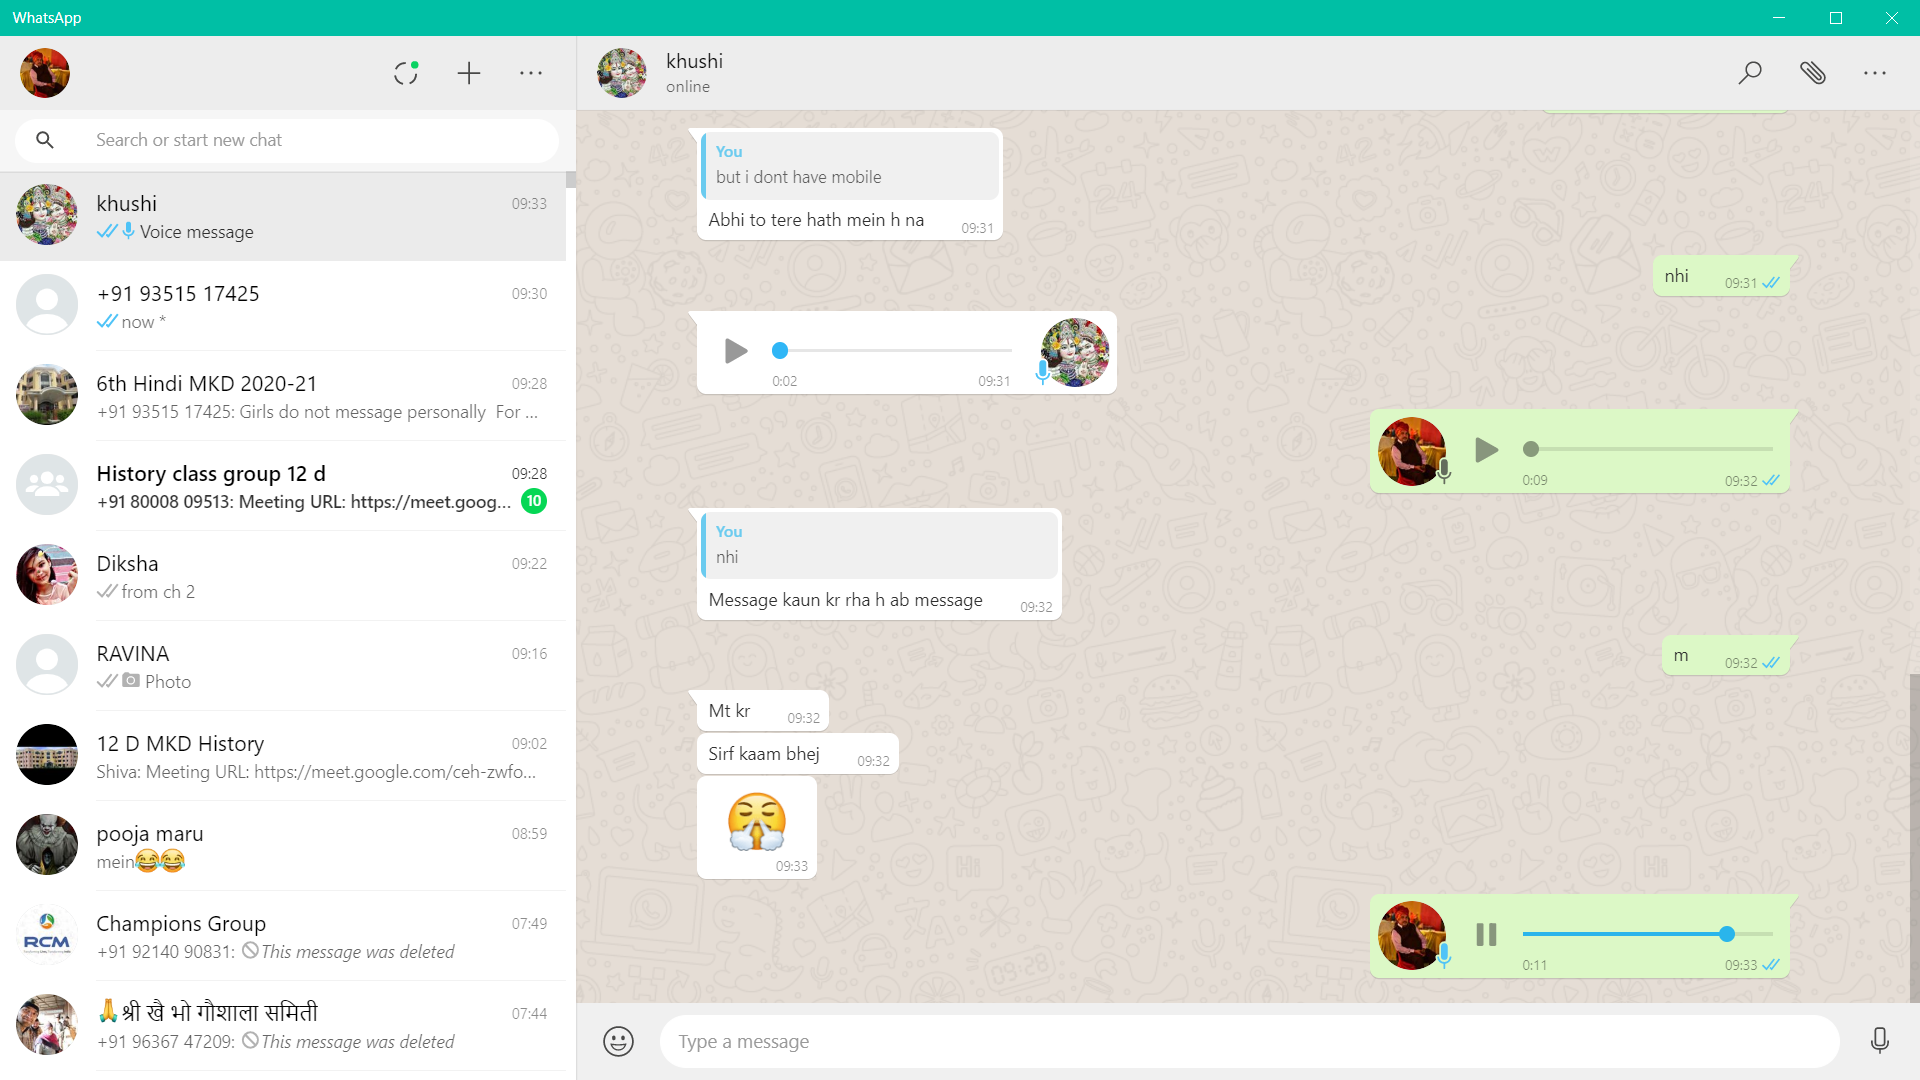 WhatsApp
Search or start new chat
khushi 09:33
Voice message
+91 93515 17425 09:30
now *
6th Hindi MKD 2020-21 09:28
+91 93515 17425: Girls do not message personally  For ...
History class group 12 d 09:28
+91 80008 09513: Meeting URL: https://meet.goog... 10
Diksha 09:22
from ch 2
RAVINA 09:16
Photo
12 D MKD History 09:02
Shiva: Meeting URL: https://meet.google.com/ceh-zwfo...
pooja maru 08:59
mein😂😂
RCM
Champions Group 07:49
+91 92140 90831: 🚫This message was deleted
🙏श्री खै भो गौशाला समिती 07:44
+91 96367 47209: 🚫This message was deleted
khushi
online
You
but i dont have mobile
Abhi to tere hath mein h na 09:31
nhi 09:31
0:02 09:31
0:09 09:32
You
nhi
Message kaun kr rha h ab message 09:32
m 09:32
Mt kr 09:32
Sirf kaam bhej 09:32
😤
09:33
0:11 09:33
Type a message